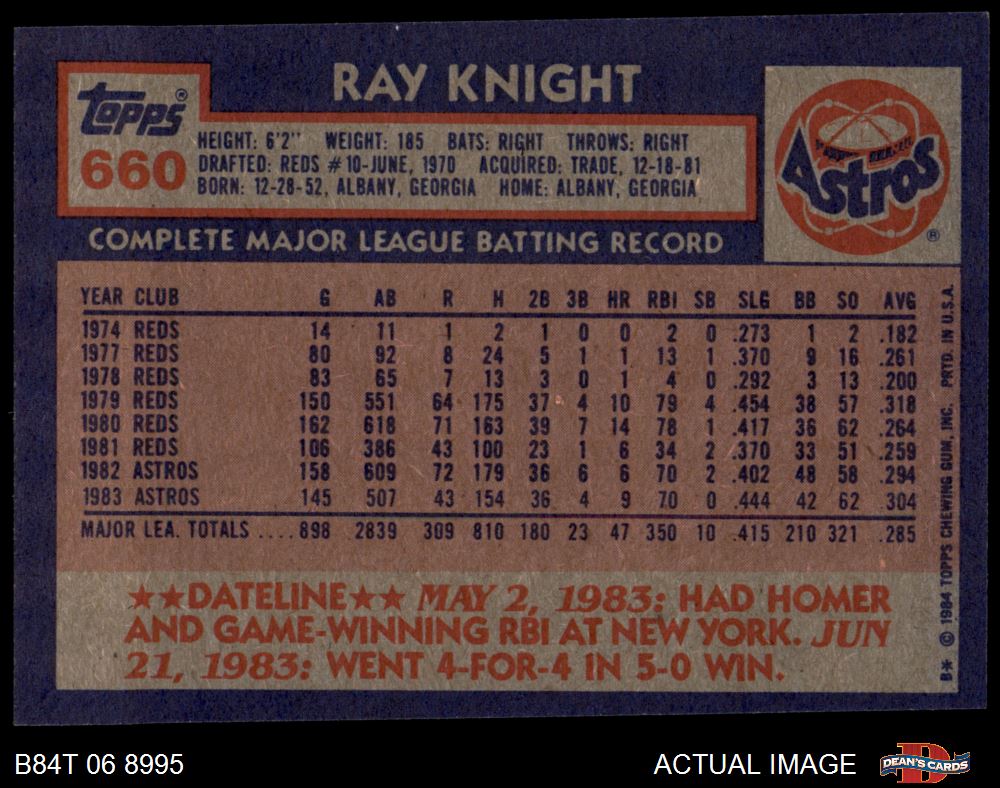 RAY KNIGHT
Topps®
660
HEIGHT: 6'2" WEIGHT: 185 BATS: RIGHT THROWS: RIGHT
DRAFTED: REDS #10-JUNE, 1970 ACQUIRED: TRADE, 12-18-81
BORN: 12-28-52, ALBANY, GEORGIA HOME: ALBANY, GEORGIA
Astros
®
COMPLETE MAJOR LEAGUE BATTING RECORD
YEAR CLUB G AB R H 2B 3B HR RBI SB SLG BB SO AVG
1974 REDS 14 11 1 2 1 0 0 2 0 .273 1 2 .182
1977 REDS 80 92 8 24 5 1 1 13 1 .370 9 16 .261
1978 REDS 83 65 7 13 3 0 1 4 0 .292 3 13 .200
1979 REDS 150 551 64 175 37 4 10 79 4 .454 38 57 .318
1980 REDS 162 618 71 163 39 7 14 78 1 .417 36 62 .264
1981 REDS 106 386 43 100 23 1 6 34 2 .370 33 51 .259
1982 ASTROS 158 609 72 179 36 6 6 70 2 .402 48 58 .294
1983 ASTROS 145 507 43 154 36 4 9 70 0 .444 42 62 .304
MAJOR LEA. TOTALS ....898 2839 309 810 180 23 47 350 10 .415 210 321 .285
★★DATELINE★★ MAY 2, 1983: HAD HOMER
AND GAME-WINNING RBI AT NEW YORK. JUN
21, 1983: WENT 4-FOR-4 IN 5-0 WIN.
B* © 1984 TOPPS CHEWING GUM, INC. PRTD. IN U.S.A.
B84T 06 8995
ACTUAL IMAGE
DEAN'S CARDS